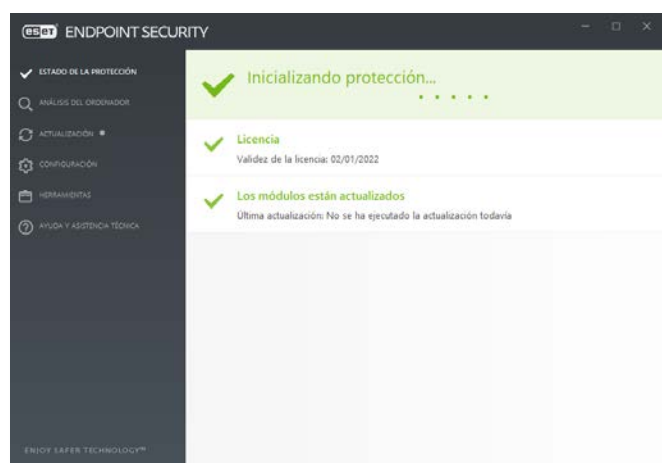 eset ENDPOINT SECURITY
ESTADO DE LA PROTECCIÓN
ANÁLISIS DEL ORDENADOR
ACTUALIZACIÓN
CONFIGURACIÓN
HERRAMIENTAS
AYUDA Y ASISTENCIA TÉCNICA
ENJOY SAFER TECHNOLOGY™
Inicializando protección...
Licencia
Validez de la licencia: 02/01/2022
Los módulos están actualizados
Última actualización: No se ha ejecutado la actualización todavía